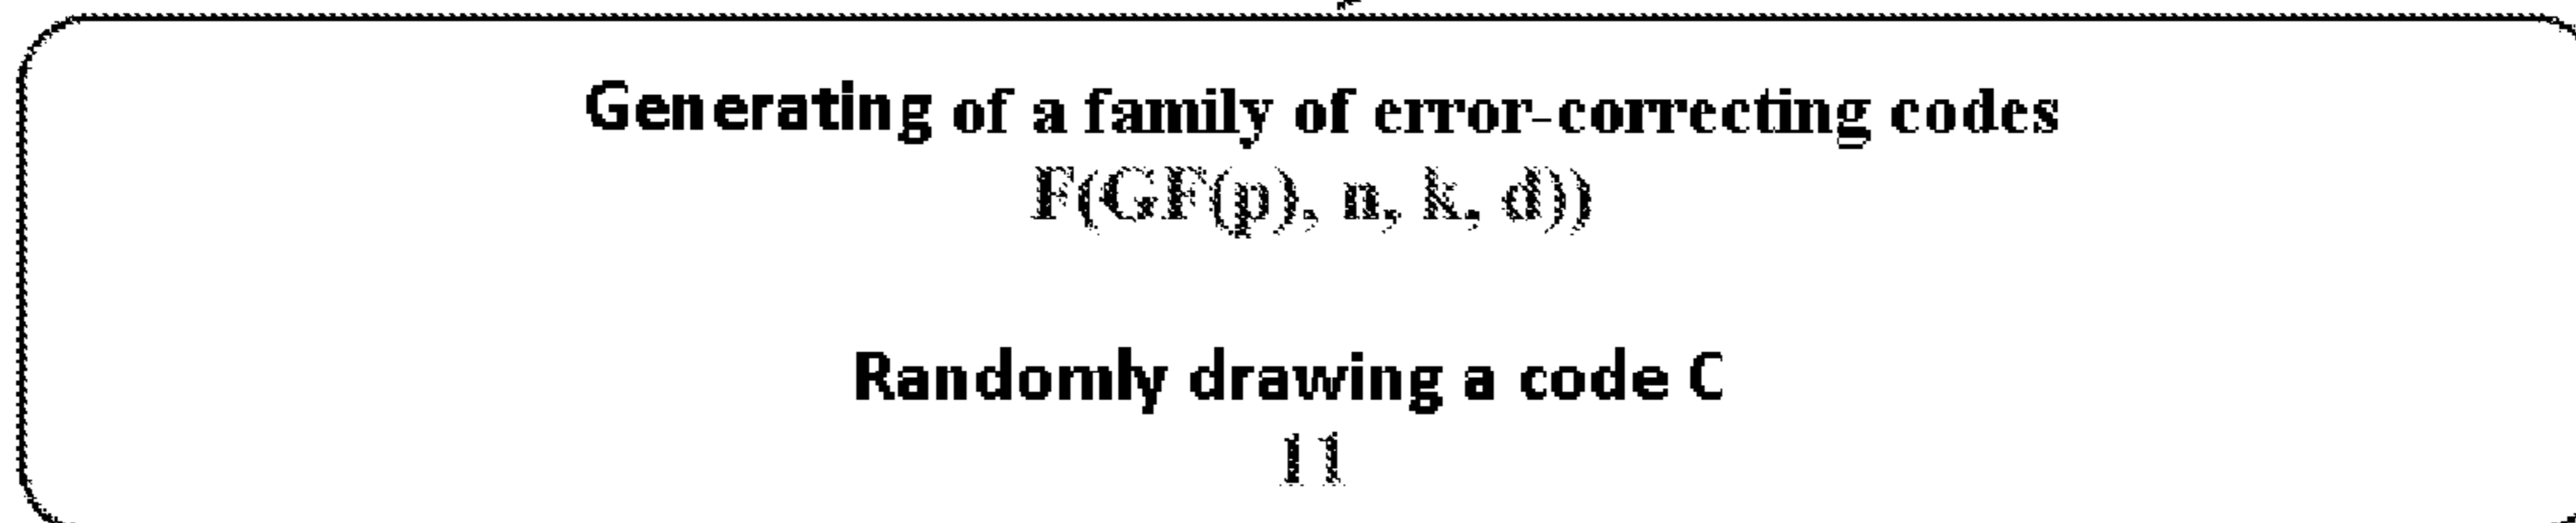 Generating of a family of error-correcting codes
F(GF(p), n, k, d))
Randomly drawing a code C
11